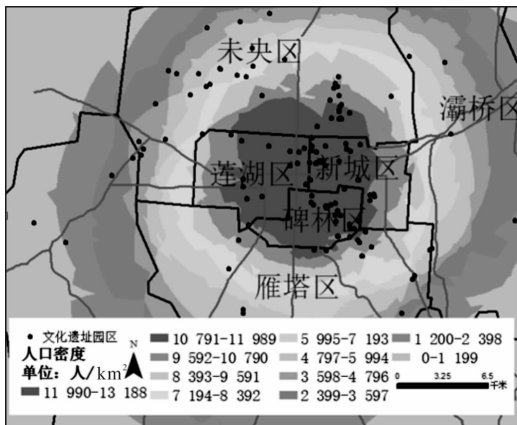 未央区
灞桥区
莲湖区
新城区
碑林区
雁塔区
文化遗址园区
人口密度
单位：人/km²
11 990-13 188
10 791-11 989
9 592-10 790
8 393-9 591
7 194-8 392
5 995-7 193
4 797-5 994
3 598-4 796
2 399-3 597
1 200-2 398
0-1 199
N
0 3.25 6.5
千米